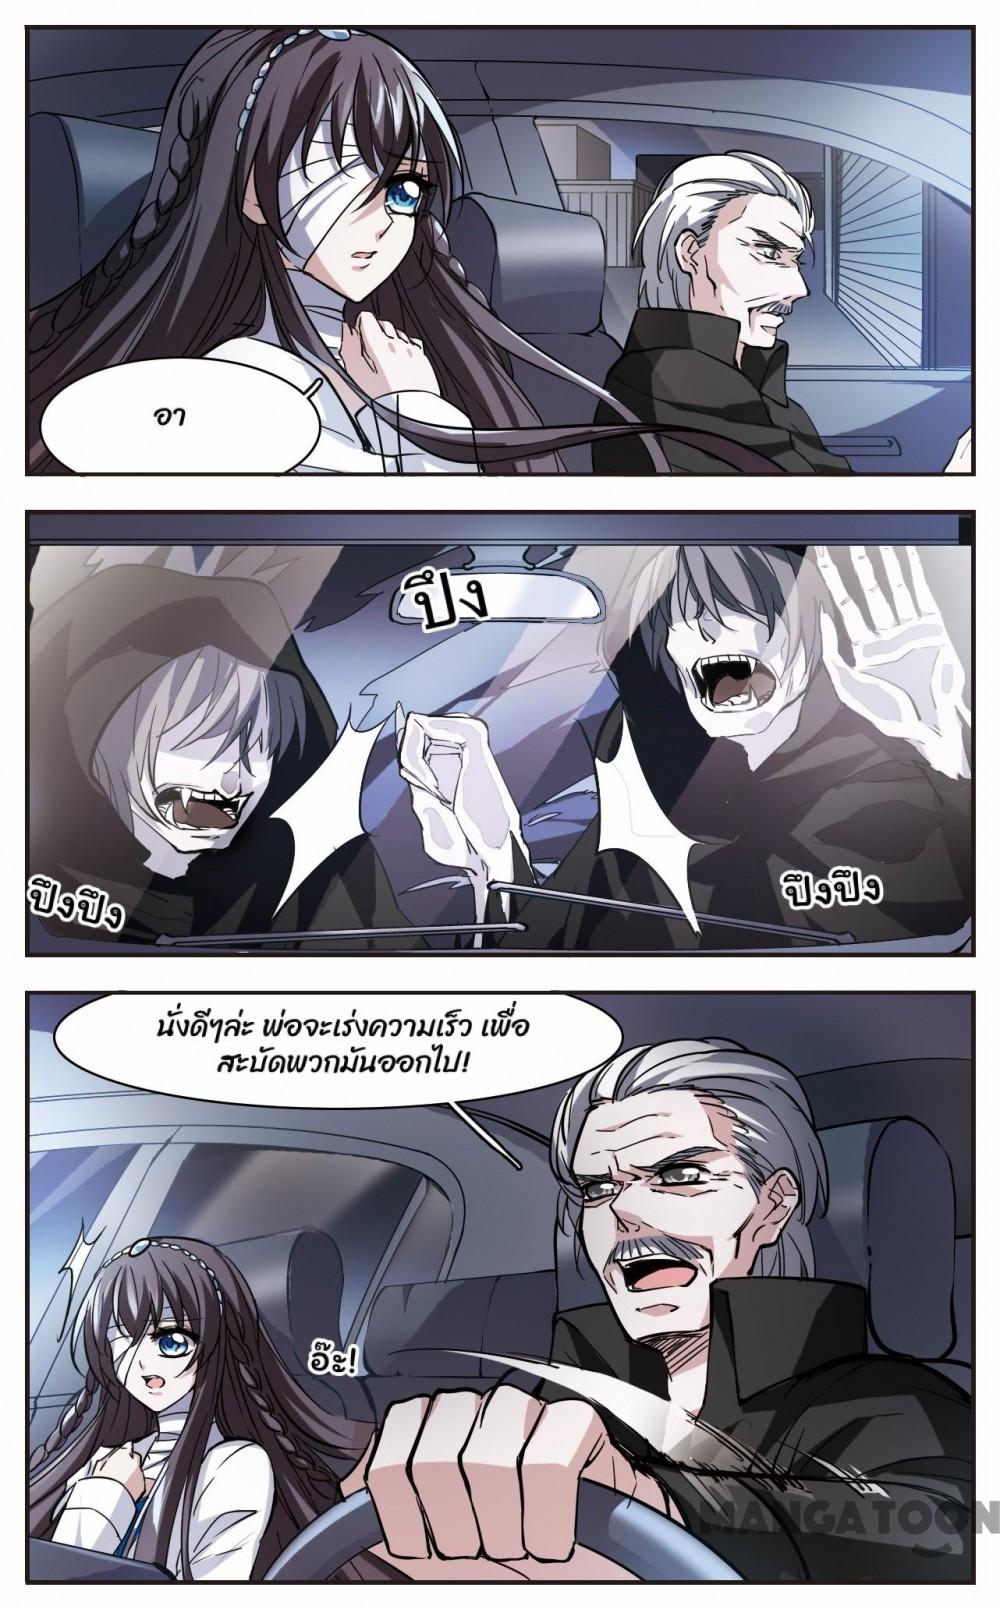 อา
ปึง
ปึงปึง
ปึงปึง
นั่งดีๆล่ะ พ่อจะเร่งความเร็ว เพื่อ
สะบัดพวกมันออกไป!
อ๊ะ!
MANGATOON